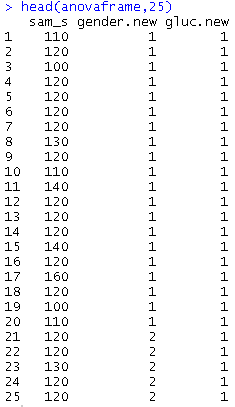 > head(anovaframe,25)
sam_s gender.new gluc.new
1 110 1 1
2 120 1 1
3 100 1 1
4 120 1 1
5 120 1 1
6 120 1 1
7 120 1 1
8 130 1 1
9 120 1 1
10 110 1 1
11 140 1 1
12 120 1 1
13 120 1 1
14 120 1 1
15 140 1 1
16 120 1 1
17 160 1 1
18 120 1 1
19 100 1 1
20 110 1 1
21 120 2 1
22 120 2 1
23 130 2 1
24 120 2 1
25 120 2 1